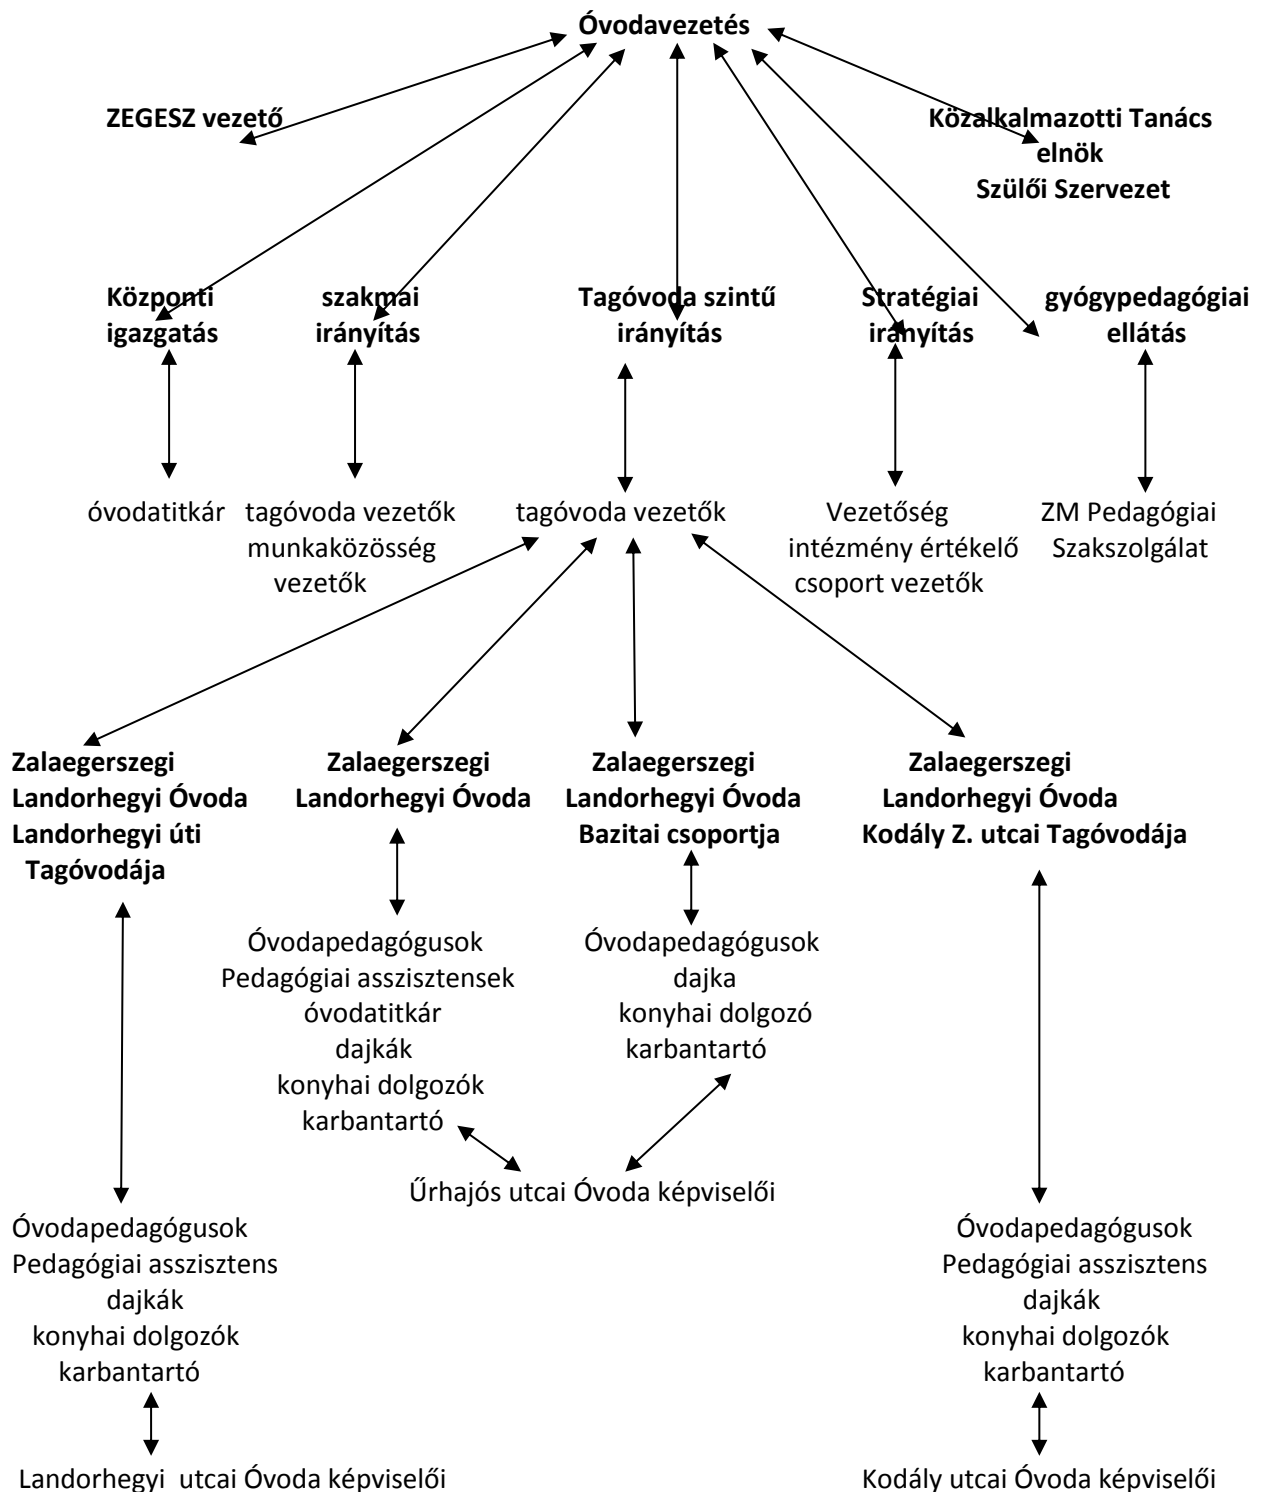 Óvodavezetés
ZEGESZ vezető
Közalkalmazotti Tanács
elnök
Szülői Szervezet
Központi
igazgatás
szakmai
irányítás
Tagóvoda szintű
irányítás
Stratégiai
irányítás
gyógypedagógiai
ellátás
óvodatitkár
tagóvoda vezetők
munkaközösség
vezetők
tagóvoda vezetők
Vezetőség
intézmény értékelő
csoport vezetők
ZM Pedagógiai
Szakszolgálat
Zalaegerszegi
Landorhegyi Óvoda
Landorhegyi úti
Tagóvodája
Zalaegerszegi
Landorhegyi Óvoda
Zalaegerszegi
Landorhegyi Óvoda
Bazitai csoportja
Zalaegerszegi
Landorhegyi Óvoda
Kodály Z. utcai Tagóvodája
Óvodapedagógusok
Pedagógiai asszisztensek
óvodatitkár
dajkák
konyhai dolgozók
karbantartó
Óvodapedagógusok
dajka
konyhai dolgozó
karbantartó
Űrhajós utcai Óvoda képviselői
Óvodapedagógusok
Pedagógiai asszisztens
dajkák
konyhai dolgozók
karbantartó
Óvodapedagógusok
Pedagógiai asszisztens
dajkák
konyhai dolgozók
karbantartó
Landorhegyi utcai Óvoda képviselői
Kodály utcai Óvoda képviselői